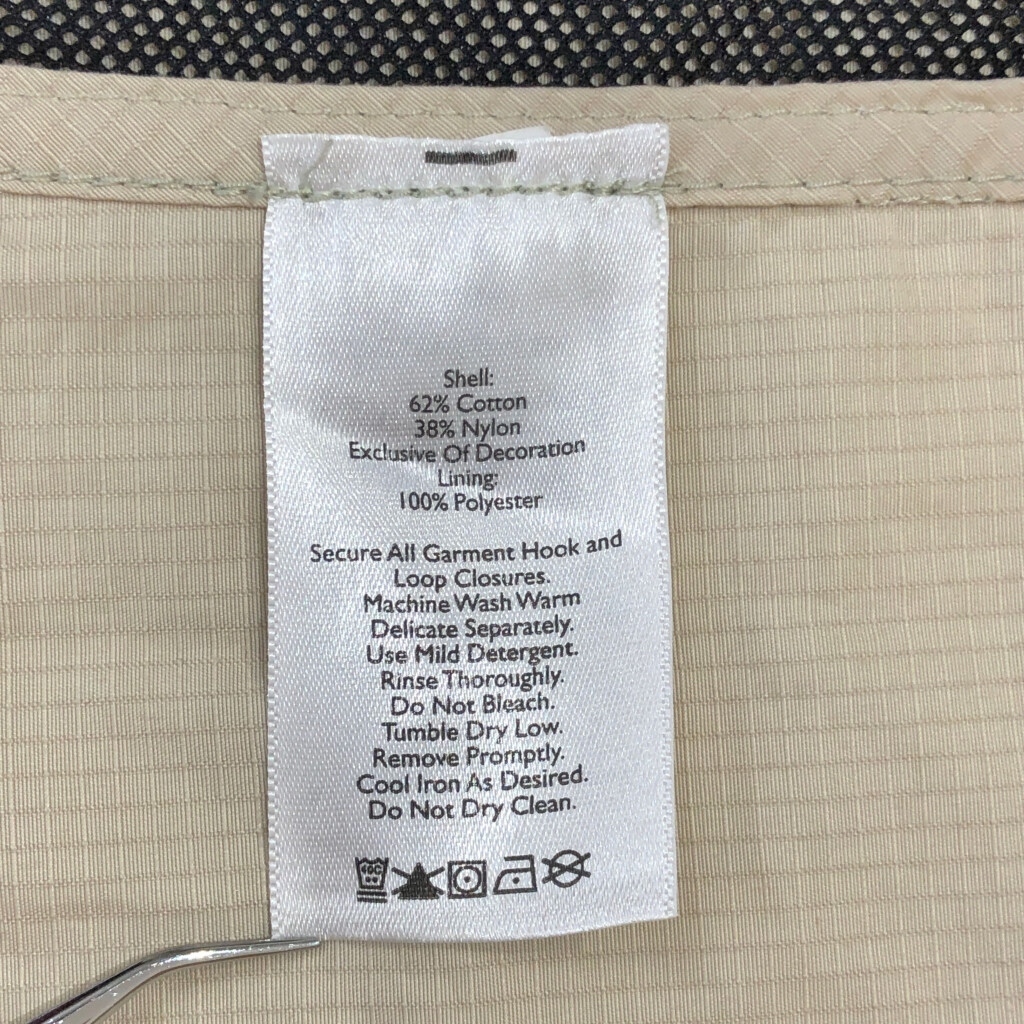 Shell:
62% Cotton
38% Nylon
Exclusive Of Decoration
Lining:
100% Polyester
Secure All Garment Hook and
Loop Closures.
Machine Wash Warm
Delicate Separately.
Use Mild Detergent.
Rinse Thoroughly.
Do Not Bleach.
Tumble Dry Low.
Remove Promptly.
Cool Iron As Desired.
Do Not Dry Clean.